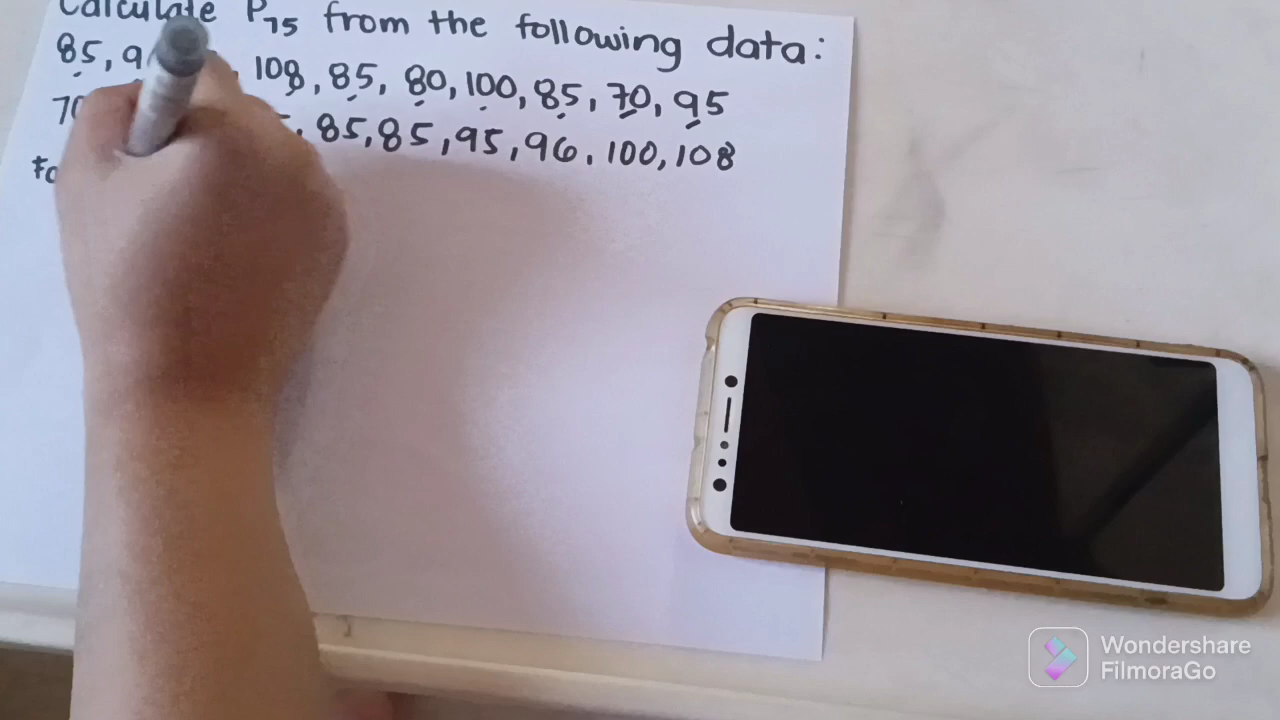 Calculate P75 from the following data:
85, 9 108, 85, 80, 100, 85, 70, 95
70 85, 85, 95, 96, 100, 108
Fo
Wondershare
FilmoraGo